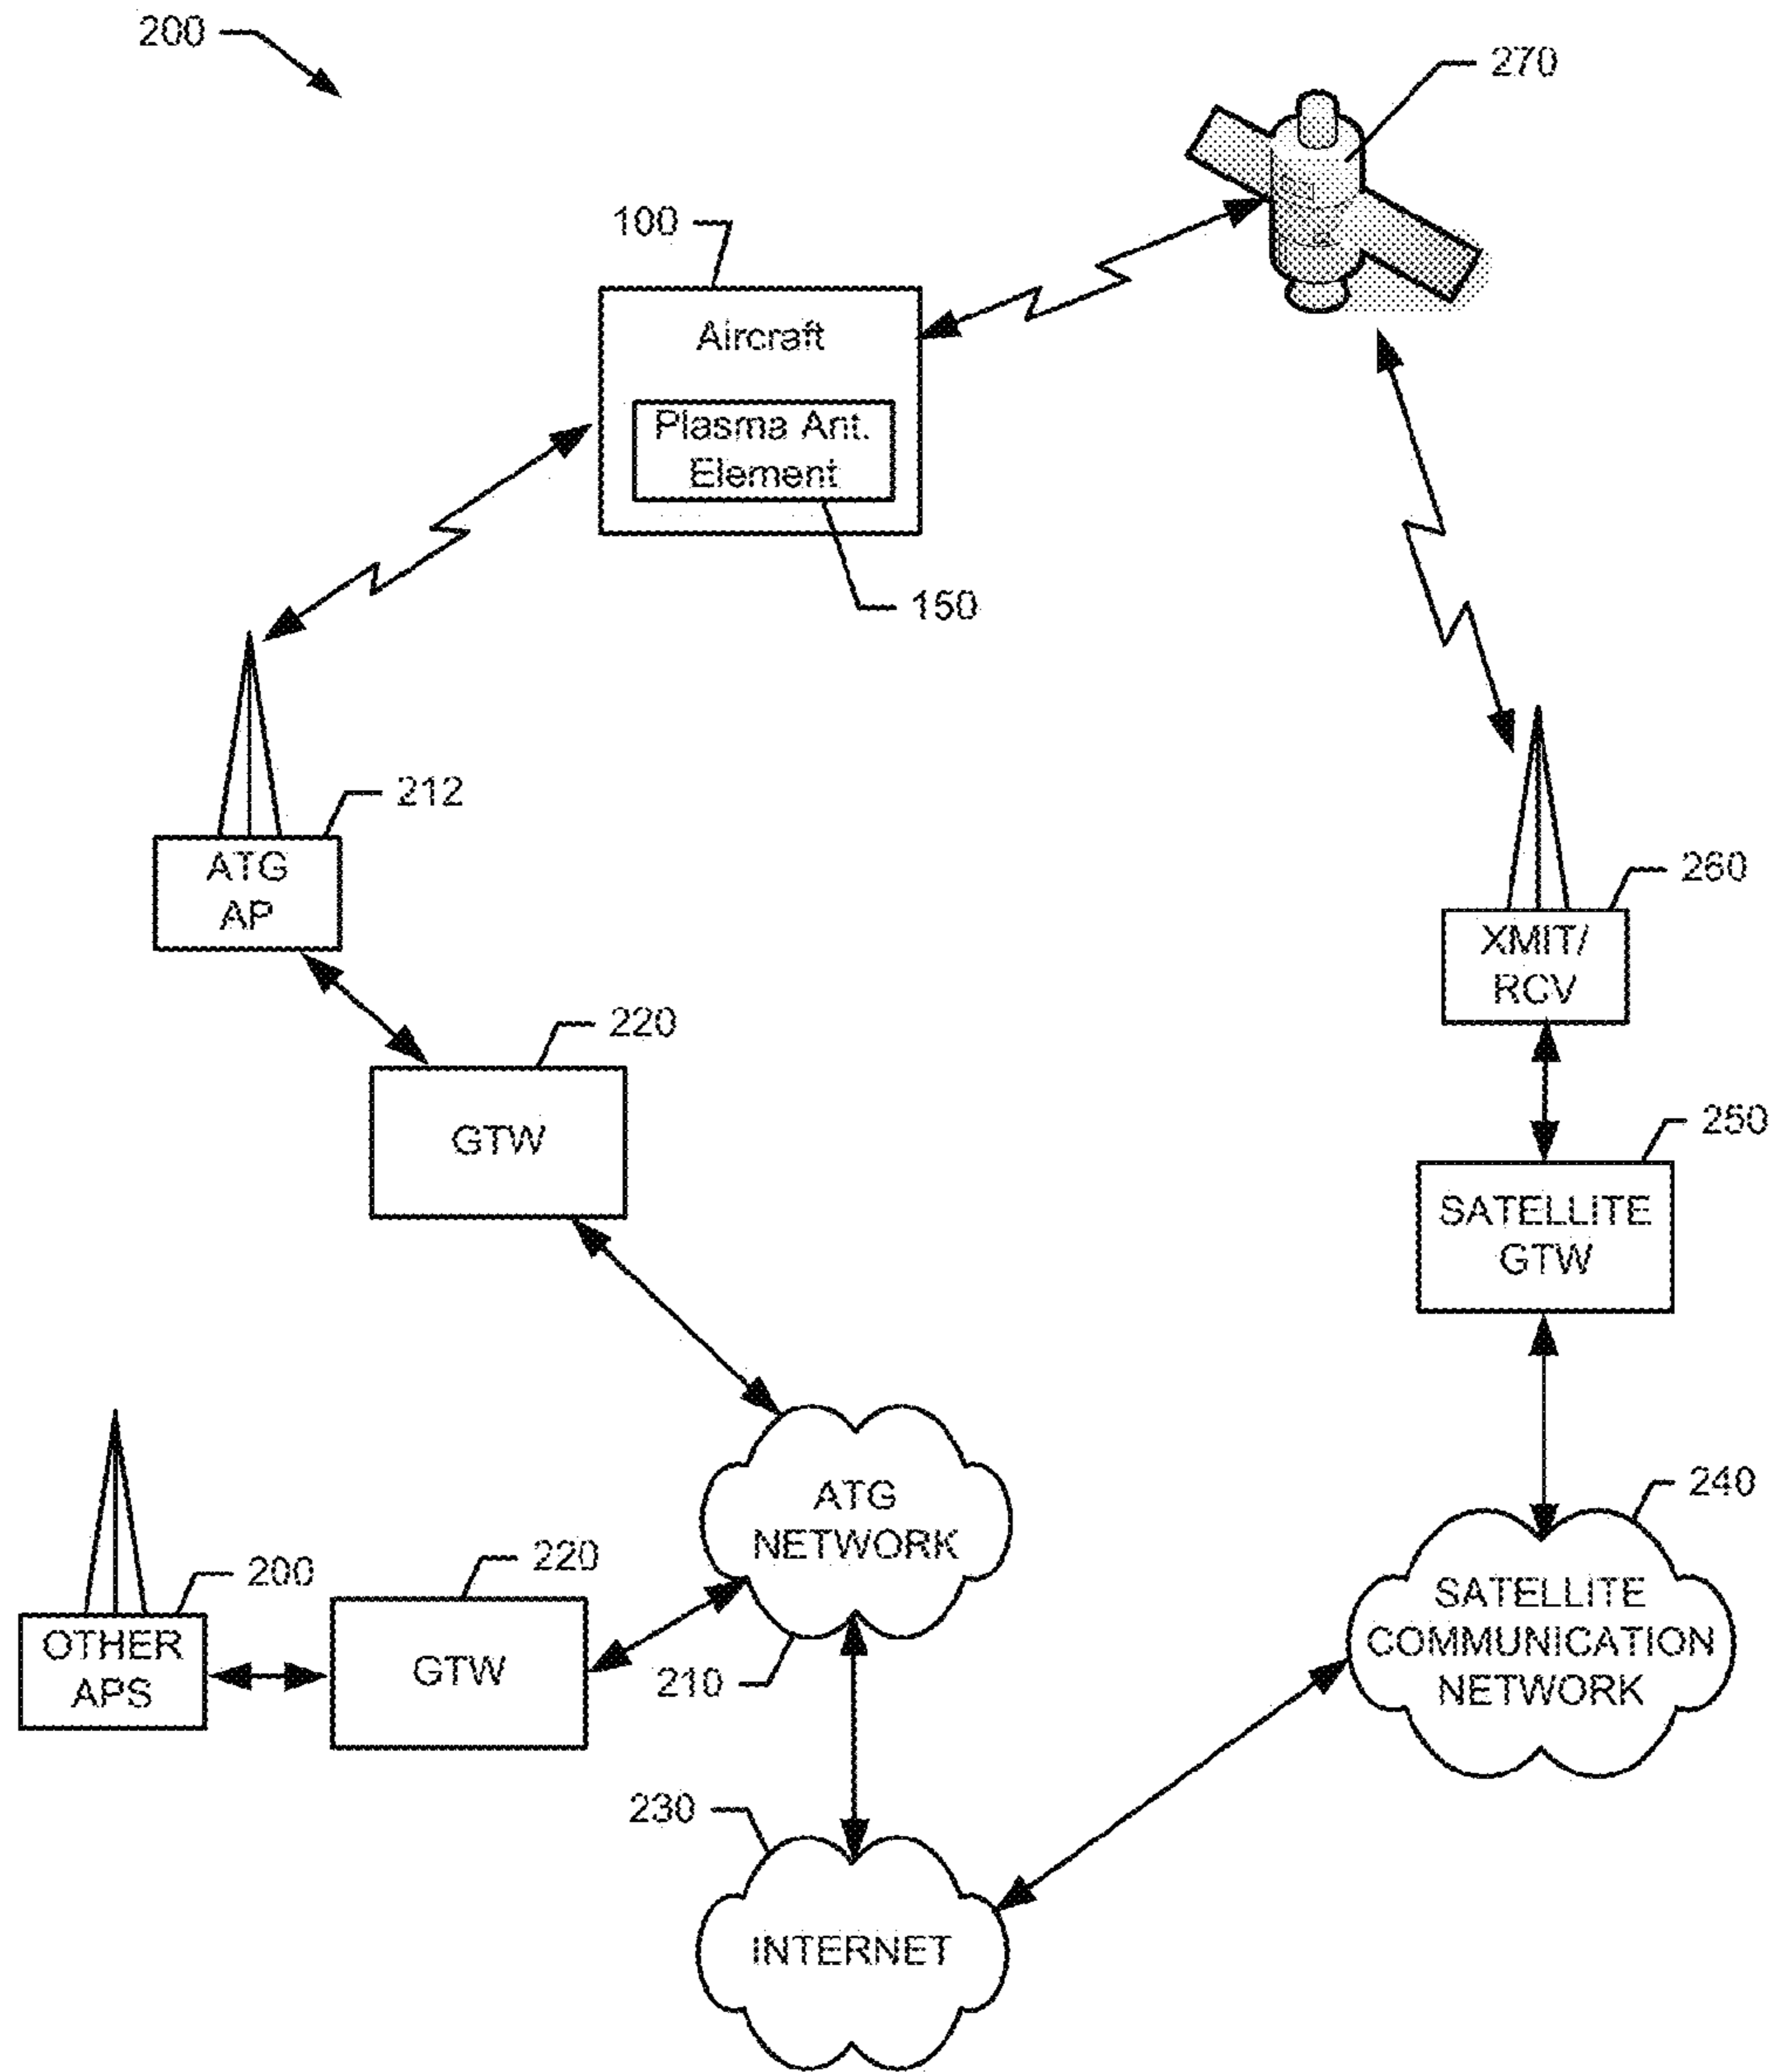 200
270
100
Aircraft
Plasma Ant.
Element
150
212
ATG
AP
260
XMIT/
RCV
220
GTW
250
SATELLITE
GTW
ATG
NETWORK
240
SATELLITE
COMMUNICATION
NETWORK
200
OTHER
APS
220
GTW
210
230
INTERNET